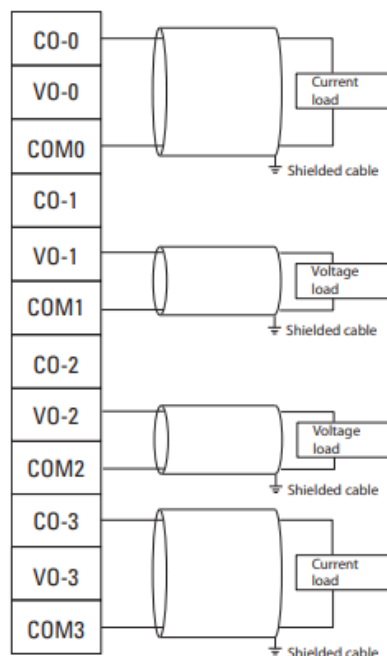 CO-0
VO-0
Current
load
COM0
Shielded cable
CO-1
VO-1
Voltage
load
COM1
Shielded cable
CO-2
VO-2
Voltage
load
COM2
Shielded cable
CO-3
VO-3
Current
load
COM3
Shielded cable